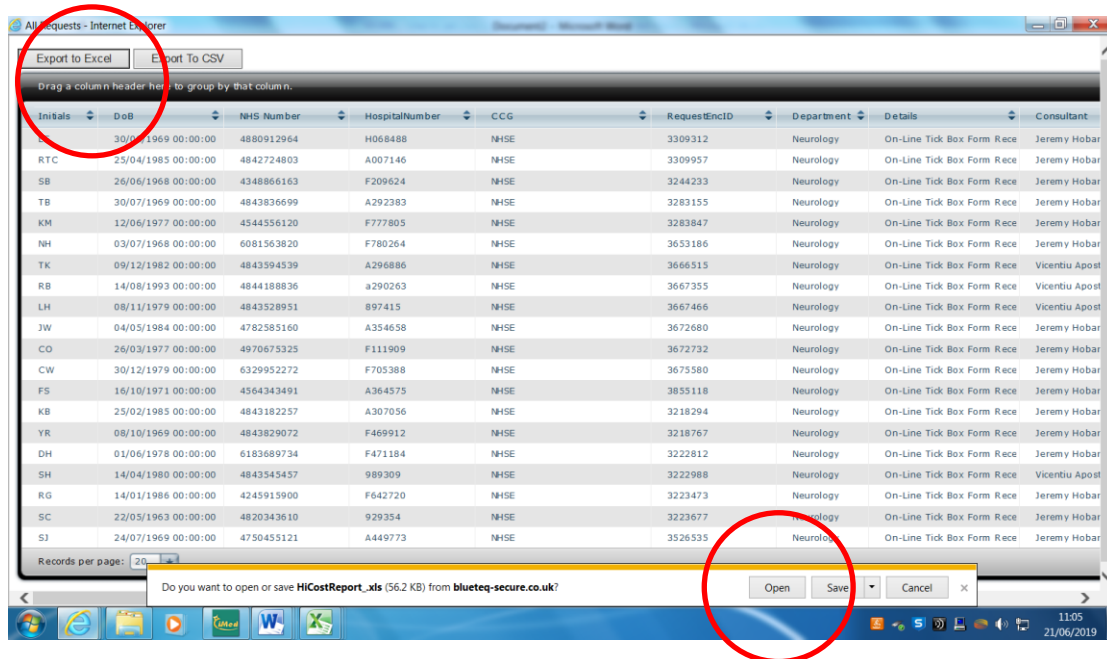 All Requests - Internet Explorer Document2 - Microsoft Word
Export to Excel Export To CSV
Drag a column header here to group by that column.
Initials DoB NHS Number HospitalNumber CCG RequestEncID Department Details Consultant
1969 00:00:00 4880912964 H068488 NHSE 3309312 Neurology On-Line Tick Box Form Rece Jeremy Hobar
RTC 25/04/1985 00:00:00 4842724803 A007146 NHSE 3309957 Neurology On-Line Tick Box Form Rece Jeremy Hobar
SB 26/06/1968 00:00:00 4348866163 F209624 NHSE 3244233 Neurology On-Line Tick Box Form Rece Jeremy Hobar
TB 30/07/1969 00:00:00 4843836699 A292383 NHSE 3283155 Neurology On-Line Tick Box Form Rece Jeremy Hobar
KM 12/06/1977 00:00:00 4544556120 F777805 NHSE 3283847 Neurology On-Line Tick Box Form Rece Jeremy Hobar
NH 03/07/1968 00:00:00 6081563820 F780264 NHSE 3653186 Neurology On-Line Tick Box Form Rece Jeremy Hobar
TK 09/12/1982 00:00:00 4843594539 A296886 NHSE 3666515 Neurology On-Line Tick Box Form Rece Vicentiu Apost
RB 14/08/1993 00:00:00 4844188836 a290263 NHSE 3667355 Neurology On-Line Tick Box Form Rece Vicentiu Apost
LH 08/11/1979 00:00:00 4843528951 897415 NHSE 3667466 Neurology On-Line Tick Box Form Rece Vicentiu Apost
JW 04/05/1984 00:00:00 4782585160 A354658 NHSE 3672680 Neurology On-Line Tick Box Form Rece Jeremy Hobar
CO 26/03/1977 00:00:00 4970675325 F111909 NHSE 3672732 Neurology On-Line Tick Box Form Rece Jeremy Hobar
CW 30/12/1979 00:00:00 6329952272 F705388 NHSE 3675580 Neurology On-Line Tick Box Form Rece Jeremy Hobar
FS 16/10/1971 00:00:00 4564343491 A364575 NHSE 3855118 Neurology On-Line Tick Box Form Rece Jeremy Hobar
KB 25/02/1985 00:00:00 4843182257 A307056 NHSE 3218294 Neurology On-Line Tick Box Form Rece Jeremy Hobar
YR 08/10/1969 00:00:00 4843829072 F469912 NHSE 3218767 Neurology On-Line Tick Box Form Rece Jeremy Hobar
DH 01/06/1978 00:00:00 6183689734 F471184 NHSE 3222812 Neurology On-Line Tick Box Form Rece Jeremy Hobar
SH 14/04/1980 00:00:00 4843545457 989309 NHSE 3222988 Neurology On-Line Tick Box Form Rece Vicentiu Apost
RG 14/01/1986 00:00:00 4245915900 F642720 NHSE 3223473 Neurology On-Line Tick Box Form Rece Jeremy Hobar
SC 22/05/1963 00:00:00 4820343610 929354 NHSE 3223677 Neurology On-Line Tick Box Form Rece Jeremy Hobar
SJ 24/07/1969 00:00:00 4750455121 A449773 NHSE 3526535 Neurology On-Line Tick Box Form Rece Jeremy Hobar
Records per page: 20
Do you want to open or save HiCostReport_.xls (56.2 KB) from blueteq-secure.co.uk? Open Save Cancel
11:05
21/06/2019